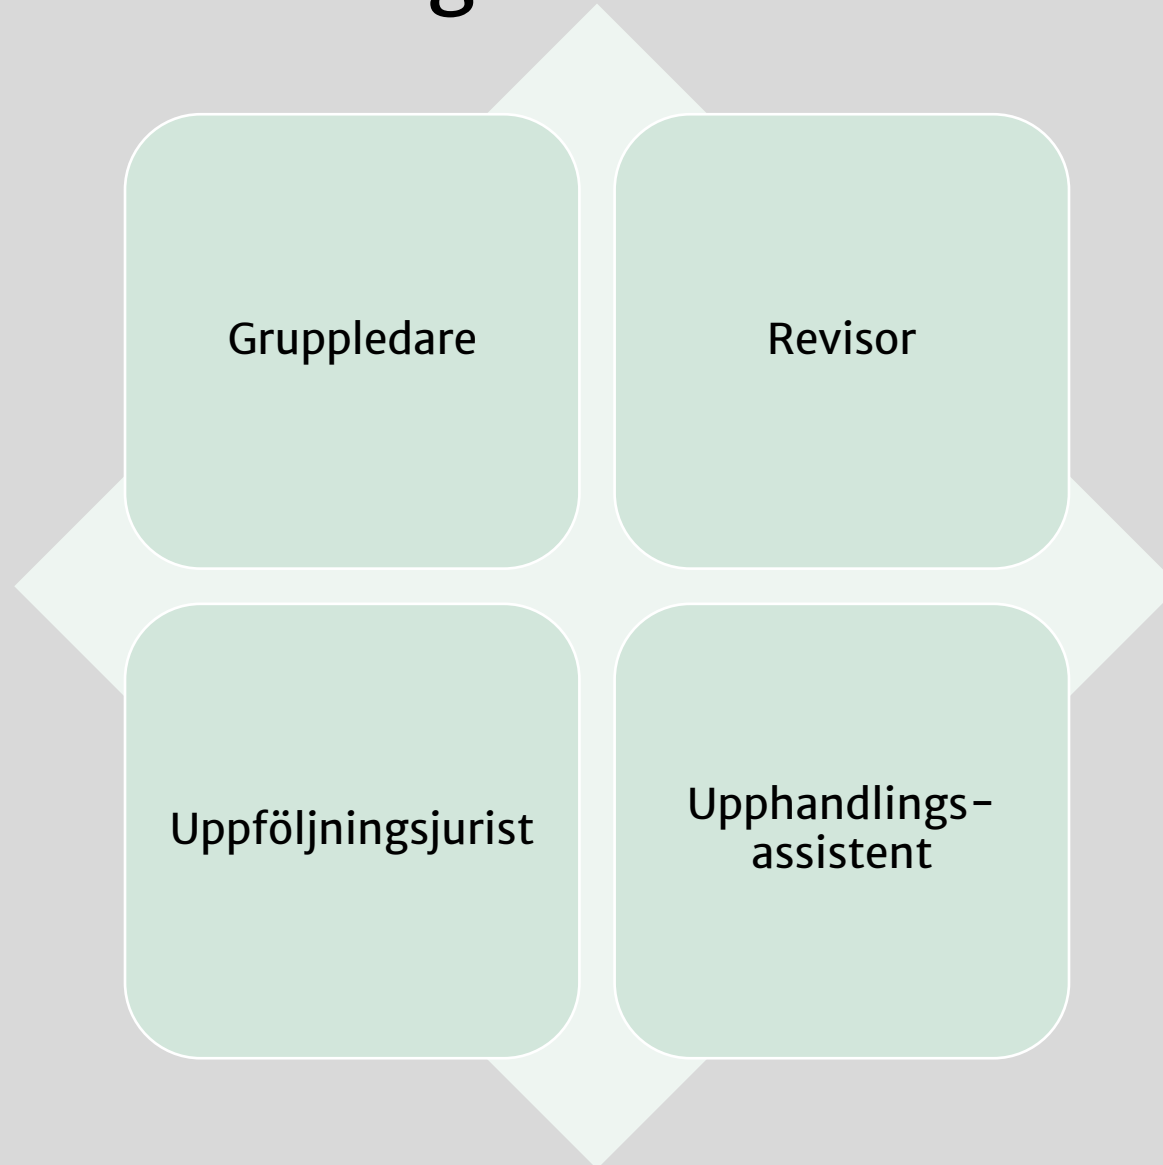 Gruppledare
Revisor
Uppföljningsjurist
Upphandlings-
assistent